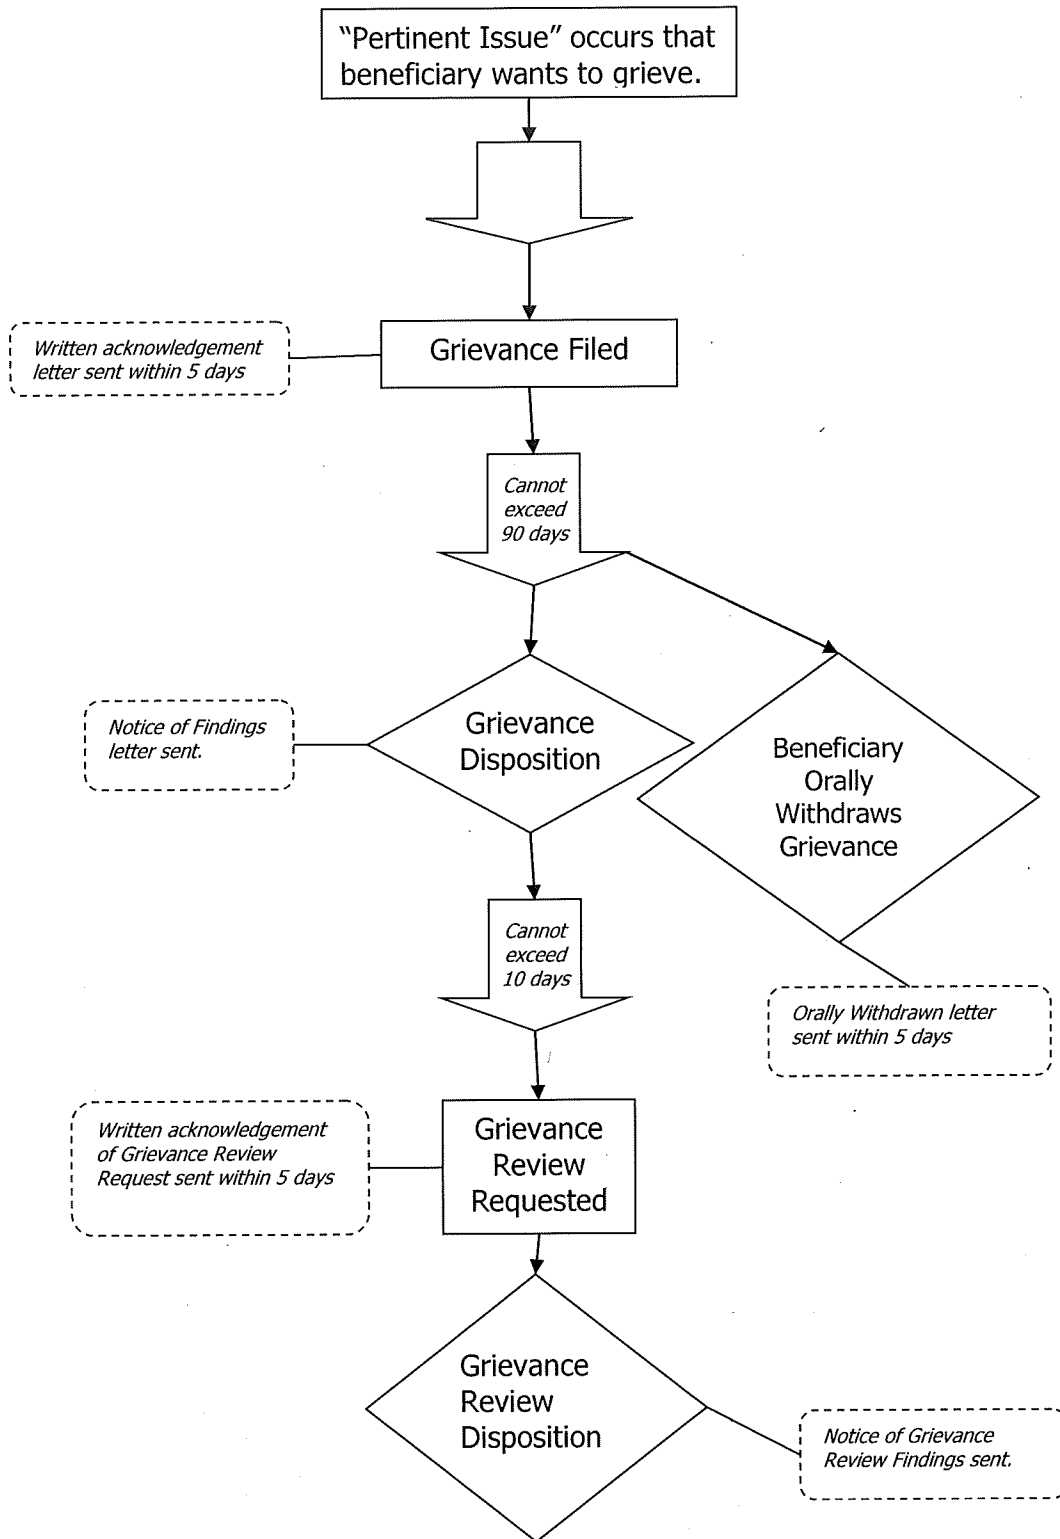 “Pertinent Issue” occurs that
beneficiary wants to grieve.
Written acknowledgement
letter sent within 5 days
Grievance Filed
Cannot
exceed
90 days
Notice of Findings
letter sent.
Grievance
Disposition
Beneficiary
Orally
Withdraws
Grievance
Cannot
exceed
10 days
Orally Withdrawn letter
sent within 5 days
Written acknowledgement
of Grievance Review
Request sent within 5 days
Grievance
Review
Requested
Grievance
Review
Disposition
Notice of Grievance
Review Findings sent.